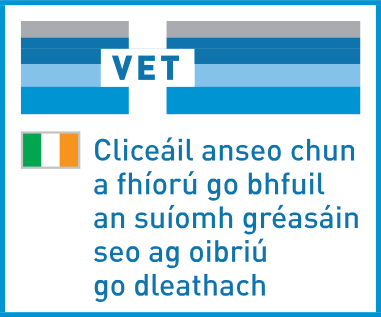 VET
Cliceáil anseo chun
a fhíorú go bhfuil
an suíomh gréasáin
seo ag oibriú
go dleathach